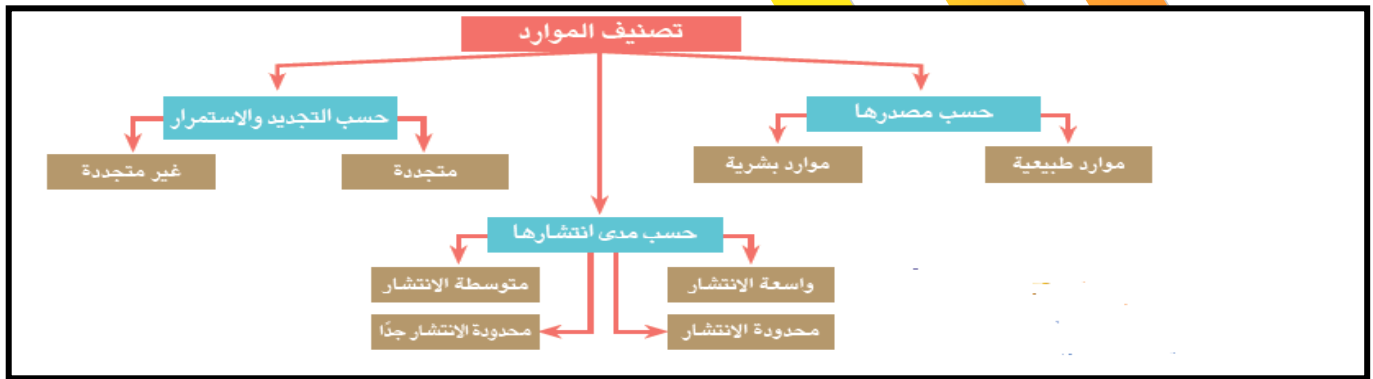 تصنيف الموارد
حسب مصدرها
حسب التجديد والاستمرار
موارد طبيعية
موارد بشرية
متجددة
غير متجددة
حسب مدى انتشارها
واسعة الانتشار
متوسطة الانتشار
محدودة الانتشار
محدودة الانتشار جدًا